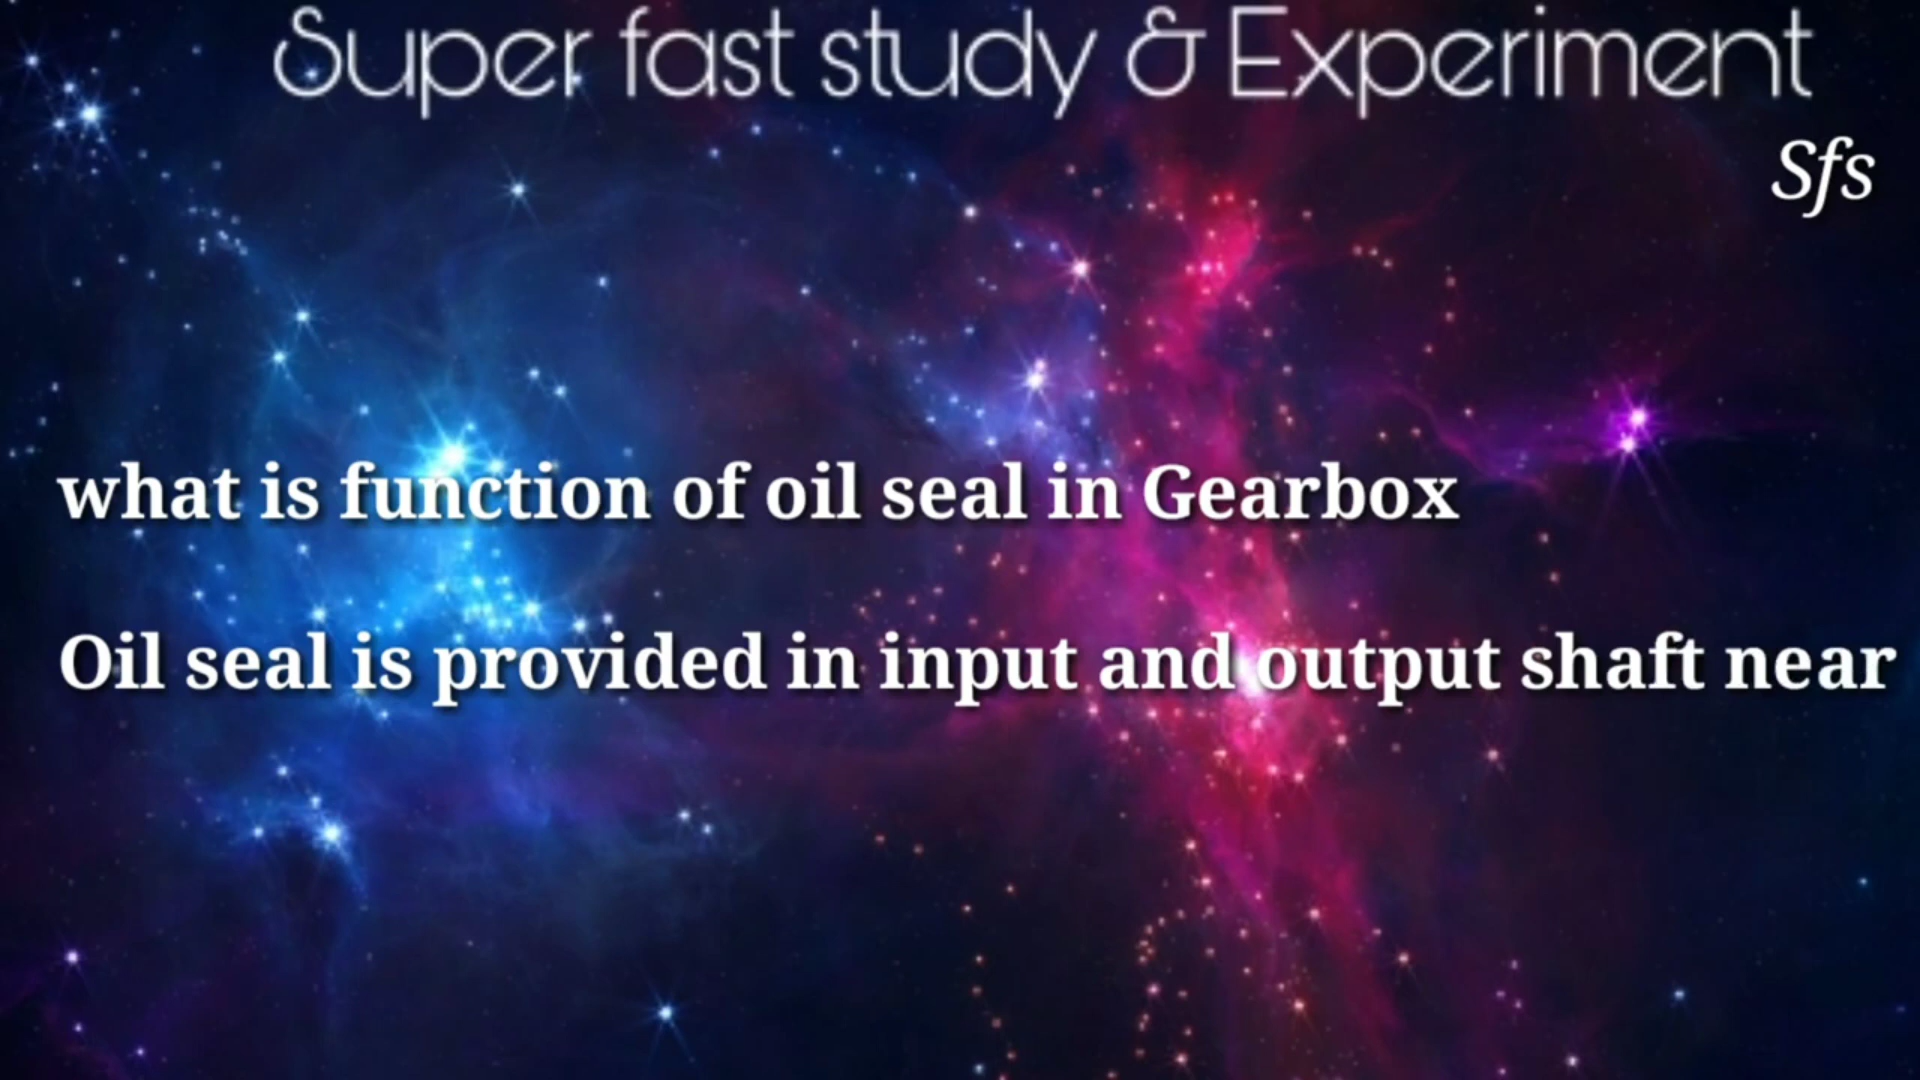 Super fast study & Experiment
Sfs
what is function of oil seal in Gearbox
Oil seal is provided in input and output shaft near